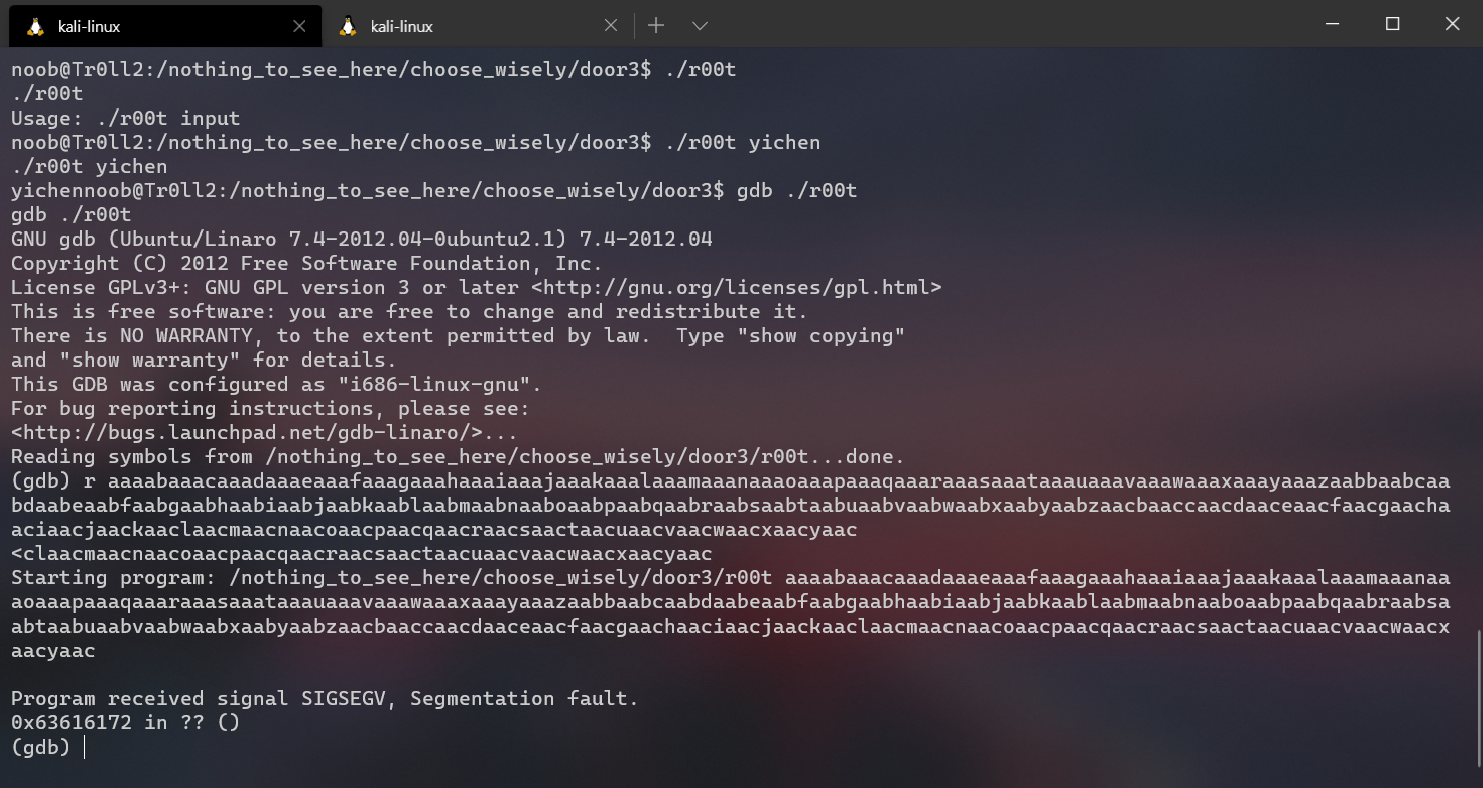 kali-linux
kali-linux
noob@Tr0ll2:/nothing_to_see_here/choose_wisely/door3$ ./r00t
./r00t
Usage: ./r00t input
noob@Tr0ll2:/nothing_to_see_here/choose_wisely/door3$ ./r00t yichen
./r00t yichen
yichennoob@Tr0ll2:/nothing_to_see_here/choose_wisely/door3$ gdb ./r00t
gdb ./r00t
GNU gdb (Ubuntu/Linaro 7.4-2012.04-0ubuntu2.1) 7.4-2012.04
Copyright (C) 2012 Free Software Foundation, Inc.
License GPLv3+: GNU GPL version 3 or later <http://gnu.org/licenses/gpl.html>
This is free software: you are free to change and redistribute it.
There is NO WARRANTY, to the extent permitted by law.  Type "show copying"
and "show warranty" for details.
This GDB was configured as "i686-linux-gnu".
For bug reporting instructions, please see:
<http://bugs.launchpad.net/gdb-linaro/>...
Reading symbols from /nothing_to_see_here/choose_wisely/door3/r00t...done.
(gdb) r aaaabaaacaaadaaaeaaafaaagaaahaaaiaaajaaakaaalaaamaaanaaaoaaapaaaqaaaraaasaaataaauaaavaaawaaaxaaayaaazaabbaabcaa
bdaabeaabfaabgaabhaabiaabjaabkaablaabmaabnaaboaabpaabqaabraabsaabtaabuaabvaabwaabxaabyaabzaacbaaccaacdaaceaacfaacgaacha
aciaacjaackaaclaacmaacnaacoaacpaacqaacraacsaactaacuaacvaacwaacxaacyaac
<claacmaacnaacoaacpaacqaacraacsaactaacuaacvaacwaacxaacyaac
Starting program: /nothing_to_see_here/choose_wisely/door3/r00t aaaabaaacaaadaaaeaaafaaagaaahaaaiaaajaaakaaalaaamaaanaa
aoaaapaaaqaaaraaasaaataaauaaavaaawaaaxaaayaaazaabbaabcaabdaabeaabfaabgaabhaabiaabjaabkaablaabmaabnaaboaabpaabqaabraabsa
abtaabuaabvaabwaabxaabyaabzaacbaaccaacdaaceaacfaacgaachaaciaacjaackaaclaacmaacnaacoaacpaacqaacraacsaactaacuaacvaacwaacx
aacyaac
Program received signal SIGSEGV, Segmentation fault.
0x63616172 in ?? ()
(gdb)